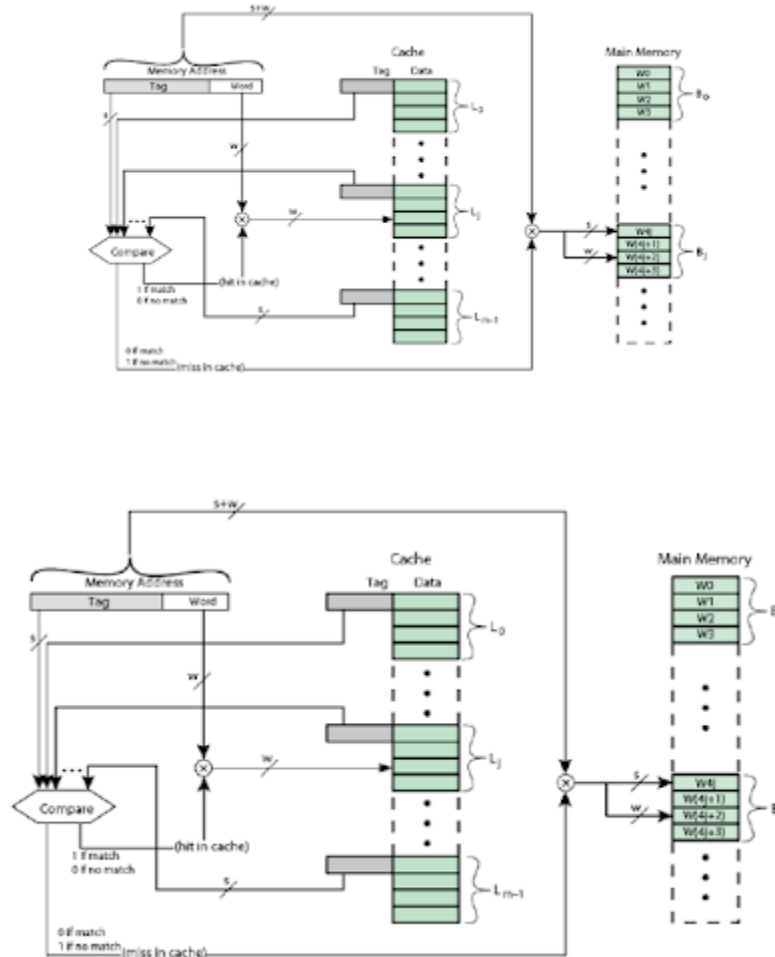 s+w
Cache
Main Memory
Memory Address
Tag Data
Tag Word
W0
W1
W2
W3
B0
L0
s
w
w
Lj
s
w
W4j
W(4j+1)
W(4j+2)
W(4j+3)
Bj
Compare
(hit in cache)
1 if match
0 if no match
s
Lm–1
0 if match
1 if no match
(miss in cache)
s+w
Cache
Main Memory
Memory Address
Tag Data
Tag Word
W0
W1
W2
W3
B
L0
s
w
w
Lj
s
w
W4j
W(4j+1)
W(4j+2)
W(4j+3)
B
Compare
(hit in cache)
1 if match
0 if no match
s
Lm–1
0 if match
1 if no match
(miss in cache)